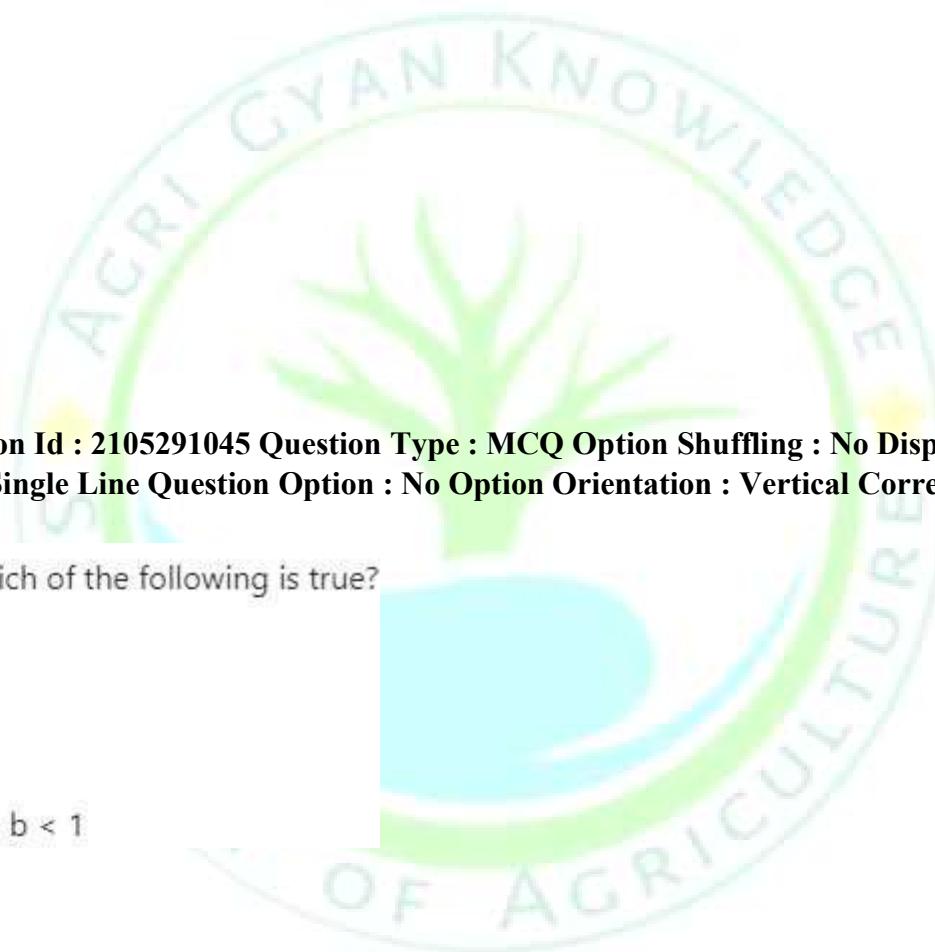 AGRI GYAN KNOWLEDGE
on Id : 2105291045 Question Type : MCQ Option Shuffling : No Disp
Single Line Question Option : No Option Orientation : Vertical Corre
ich of the following is true?
b < 1
OF AGRICULTURE